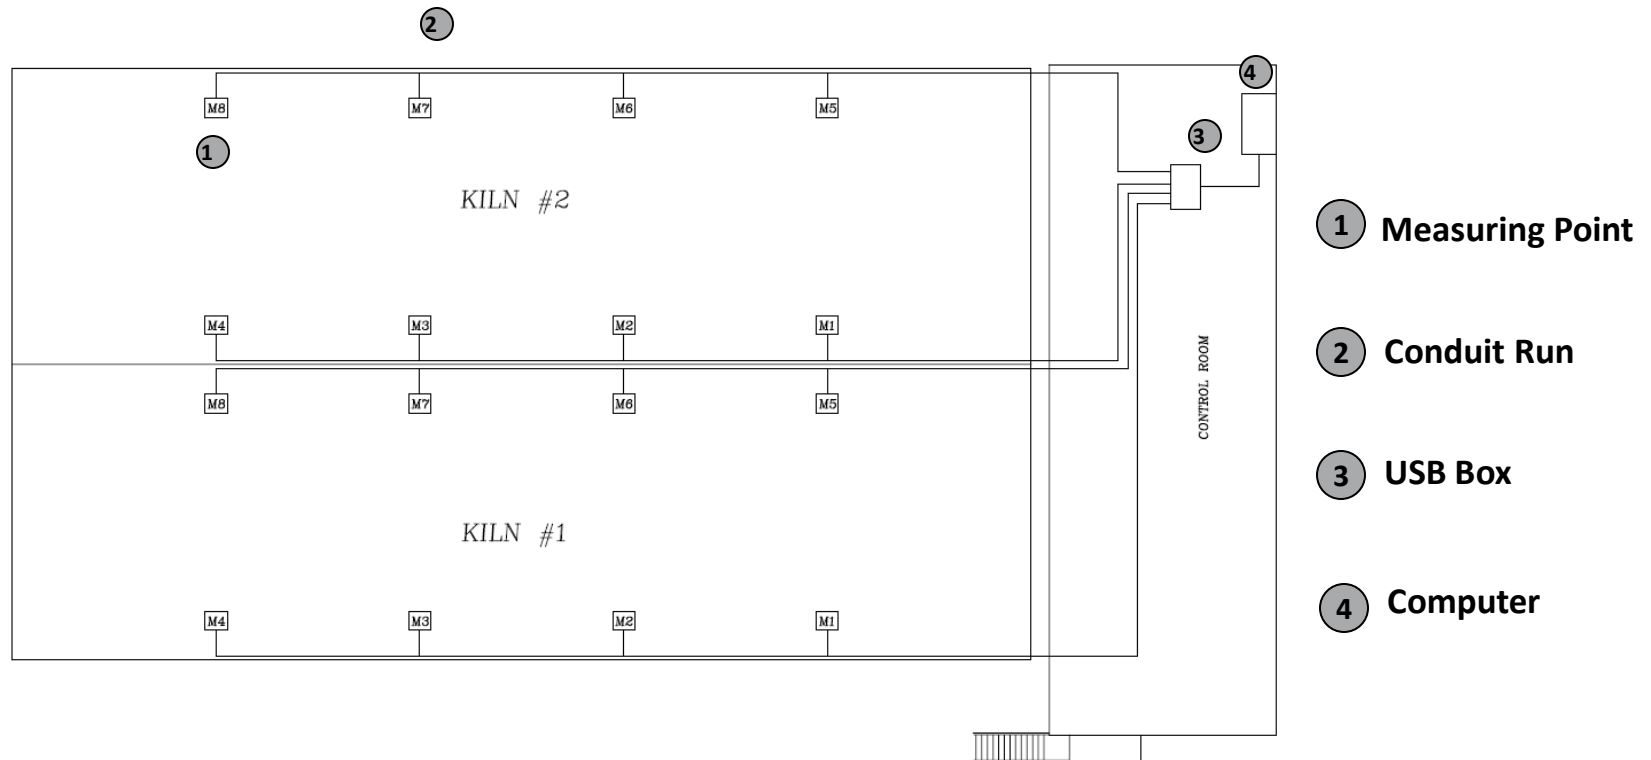 2
4
M8 M7 M6 M5
3
1
KILN #2
1 Measuring Point
M4 M3 M2 M1
2 Conduit Run
CONTROL ROOM
M8 M7 M6 M5
3 USB Box
KILN #1
4 Computer
M4 M3 M2 M1